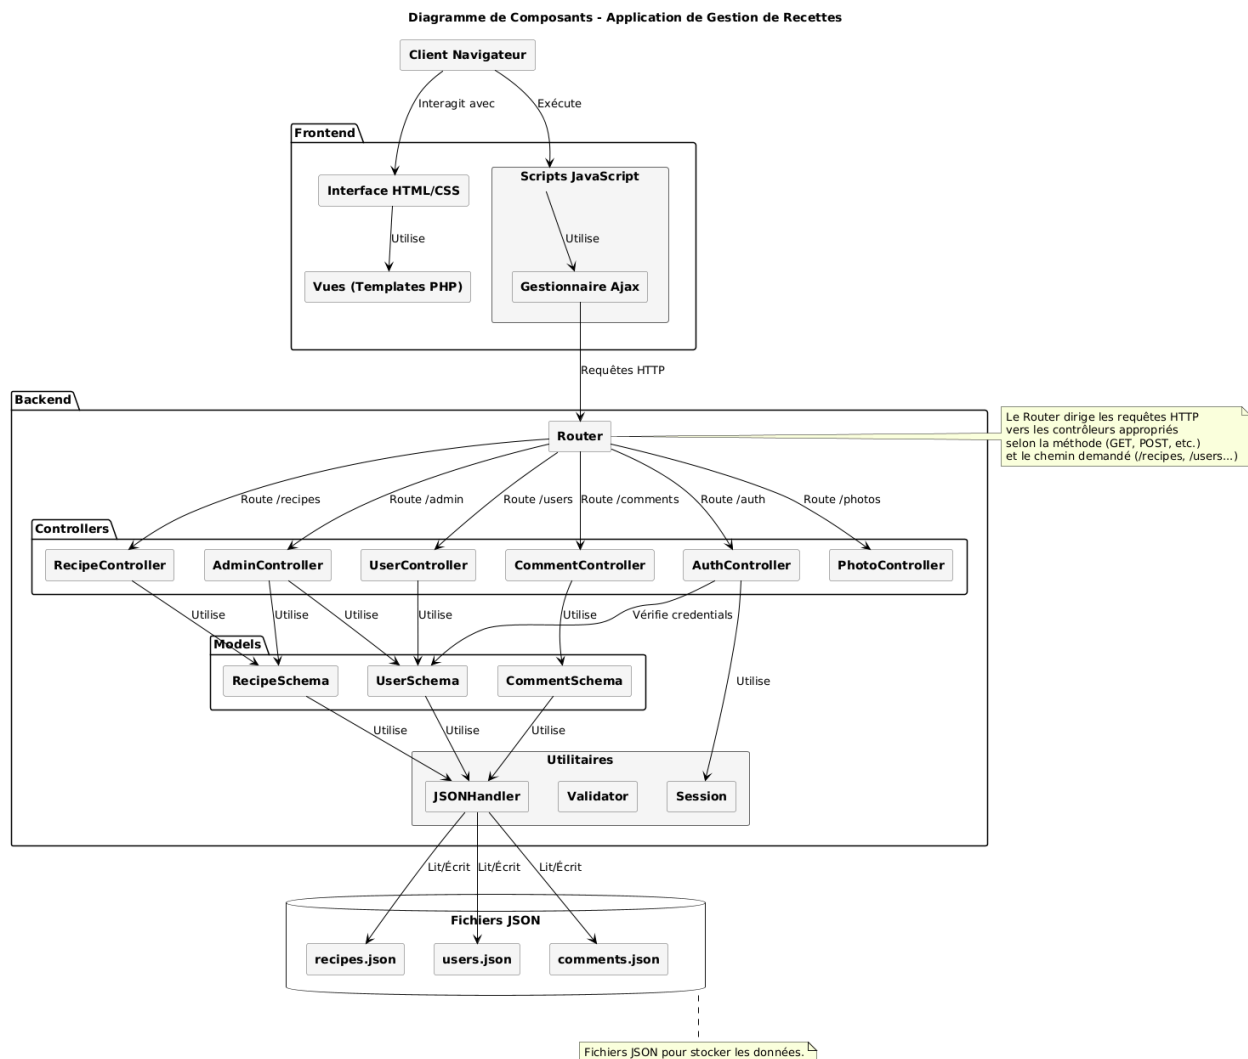 Diagramme de Composants - Application de Gestion de Recettes
Client Navigateur
Interagit avec
Exécute
Frontend
Scripts JavaScript
Interface HTML/CSS
Utilise
Utilise
Vues (Templates PHP)
Gestionnaire Ajax
Requêtes HTTP
Backend
Le Router dirige les requêtes HTTP
vers les contrôleurs appropriés
selon la méthode (GET, POST, etc.)
et le chemin demandé (/recipes, /users...)
Router
Route /recipes
Route /admin
Route /users
Route /comments
Route /auth
Route /photos
Controllers
RecipeController
AdminController
UserController
CommentController
AuthController
PhotoController
Utilise
Utilise
Utilise
Utilise
Utilise
Vérifie credentials
Models
RecipeSchema
UserSchema
CommentSchema
Utilise
Utilise
Utilise
Utilise
Utilitaires
JSONHandler
Validator
Session
Lit/Écrit
Lit/Écrit
Lit/Écrit
Fichiers JSON
recipes.json
users.json
comments.json
Fichiers JSON pour stocker les données.